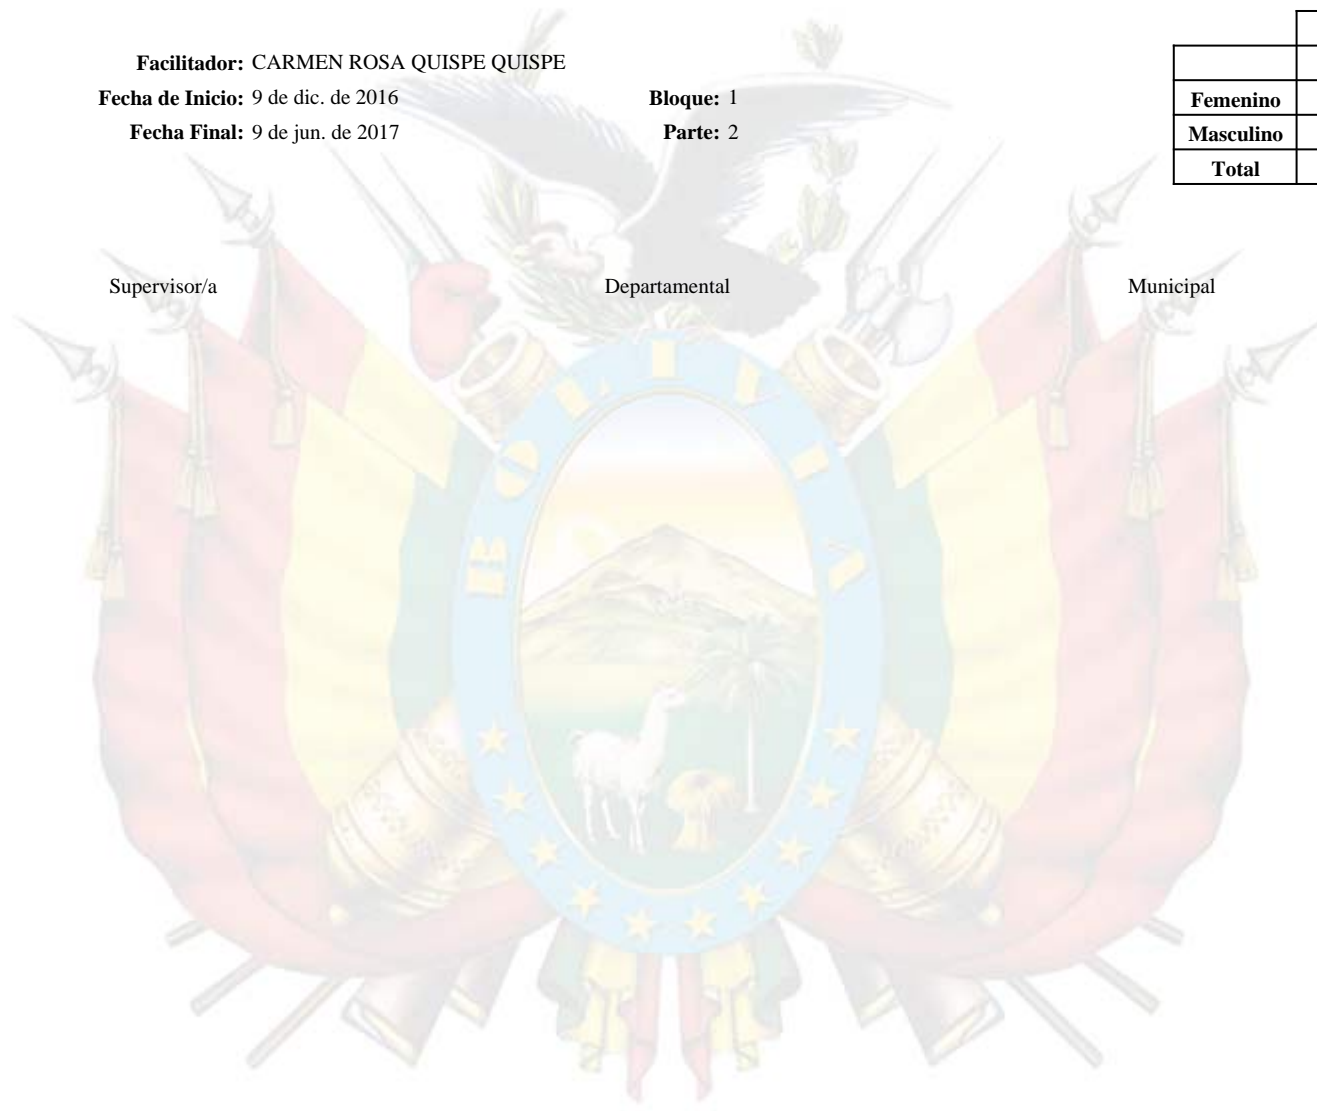 Facilitador: CARMEN ROSA QUISPE QUISPE
Fecha de Inicio: 9 de dic. de 2016 Bloque: 1
Fecha Final: 9 de jun. de 2017 Parte: 2
Femenino
Masculino
Total
Supervisor/a Departamental Municipal
BOLIVIA